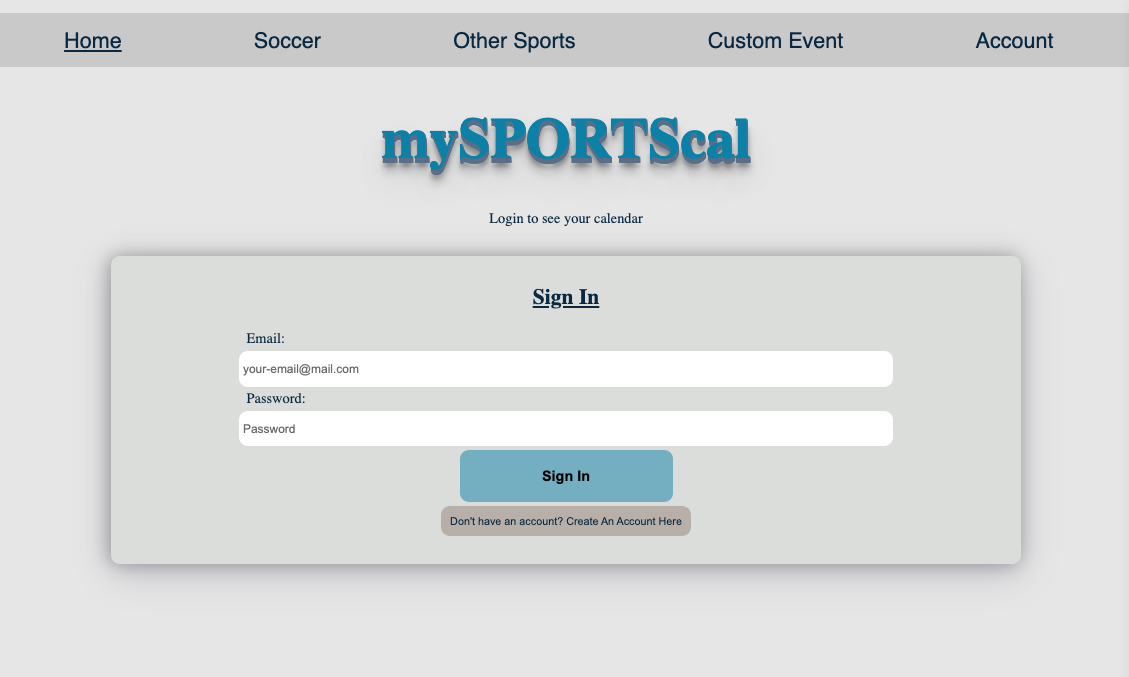 Home Soccer Other Sports Custom Event Account
mySPORTScal
Login to see your calendar
Sign In
Email:
your-email@mail.com
Password:
Password
Sign In
Don't have an account? Create An Account Here